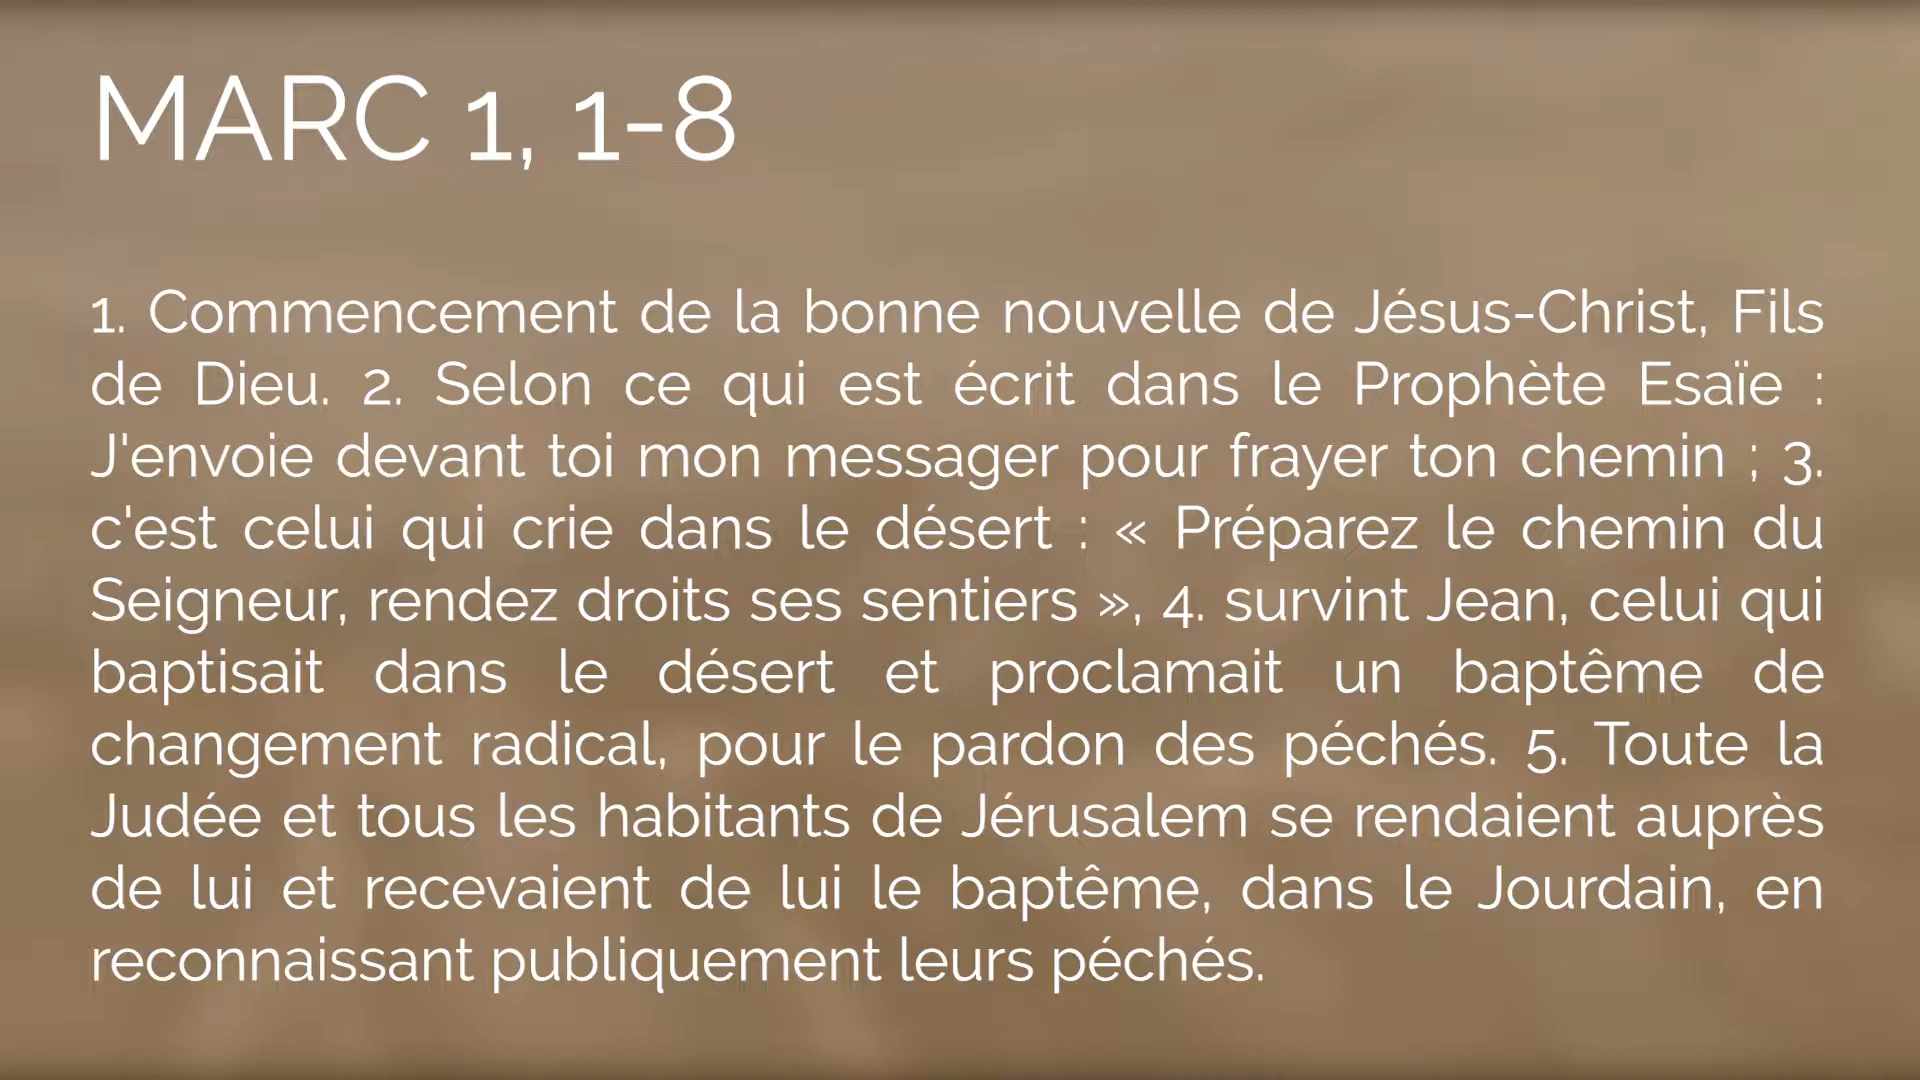 MARC 1, 1-8
1. Commencement de la bonne nouvelle de Jésus-Christ, Fils
de Dieu. 2. Selon ce qui est écrit dans le Prophète Esaïe :
J'envoie devant toi mon messager pour frayer ton chemin ; 3.
c'est celui qui crie dans le désert : « Préparez le chemin du
Seigneur, rendez droits ses sentiers », 4. survint Jean, celui qui
baptisait dans le désert et proclamait un baptême de
changement radical, pour le pardon des péchés. 5. Toute la
Judée et tous les habitants de Jérusalem se rendaient auprès
de lui et recevaient de lui le baptême, dans le Jourdain, en
reconnaissant publiquement leurs péchés.